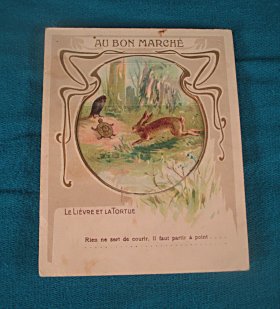 AU BON MARCHÉ
LE LIÈVRE ET LA TORTUE
Rien ne sert de courir, il faut partir à point . . . . .